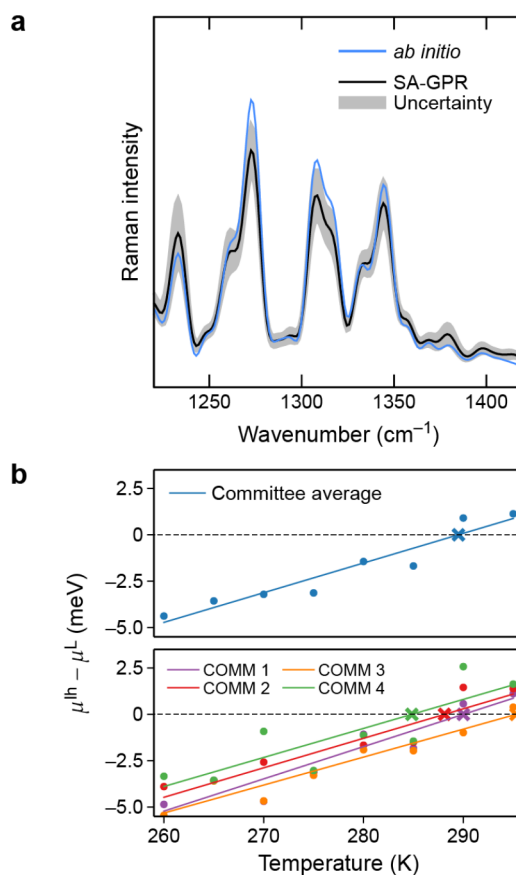 a
ab initio
SA-GPR
Uncertainty
Raman intensity
1250 1300 1350 1400
Wavenumber (cm⁻¹)
b
2.5
Committee average
0
−2.5
−5.0
μᴵʰ – μᴸ (meV)
2.5
COMM 1 COMM 3
COMM 2 COMM 4
0
−2.5
−5.0
260 270 280 290
Temperature (K)